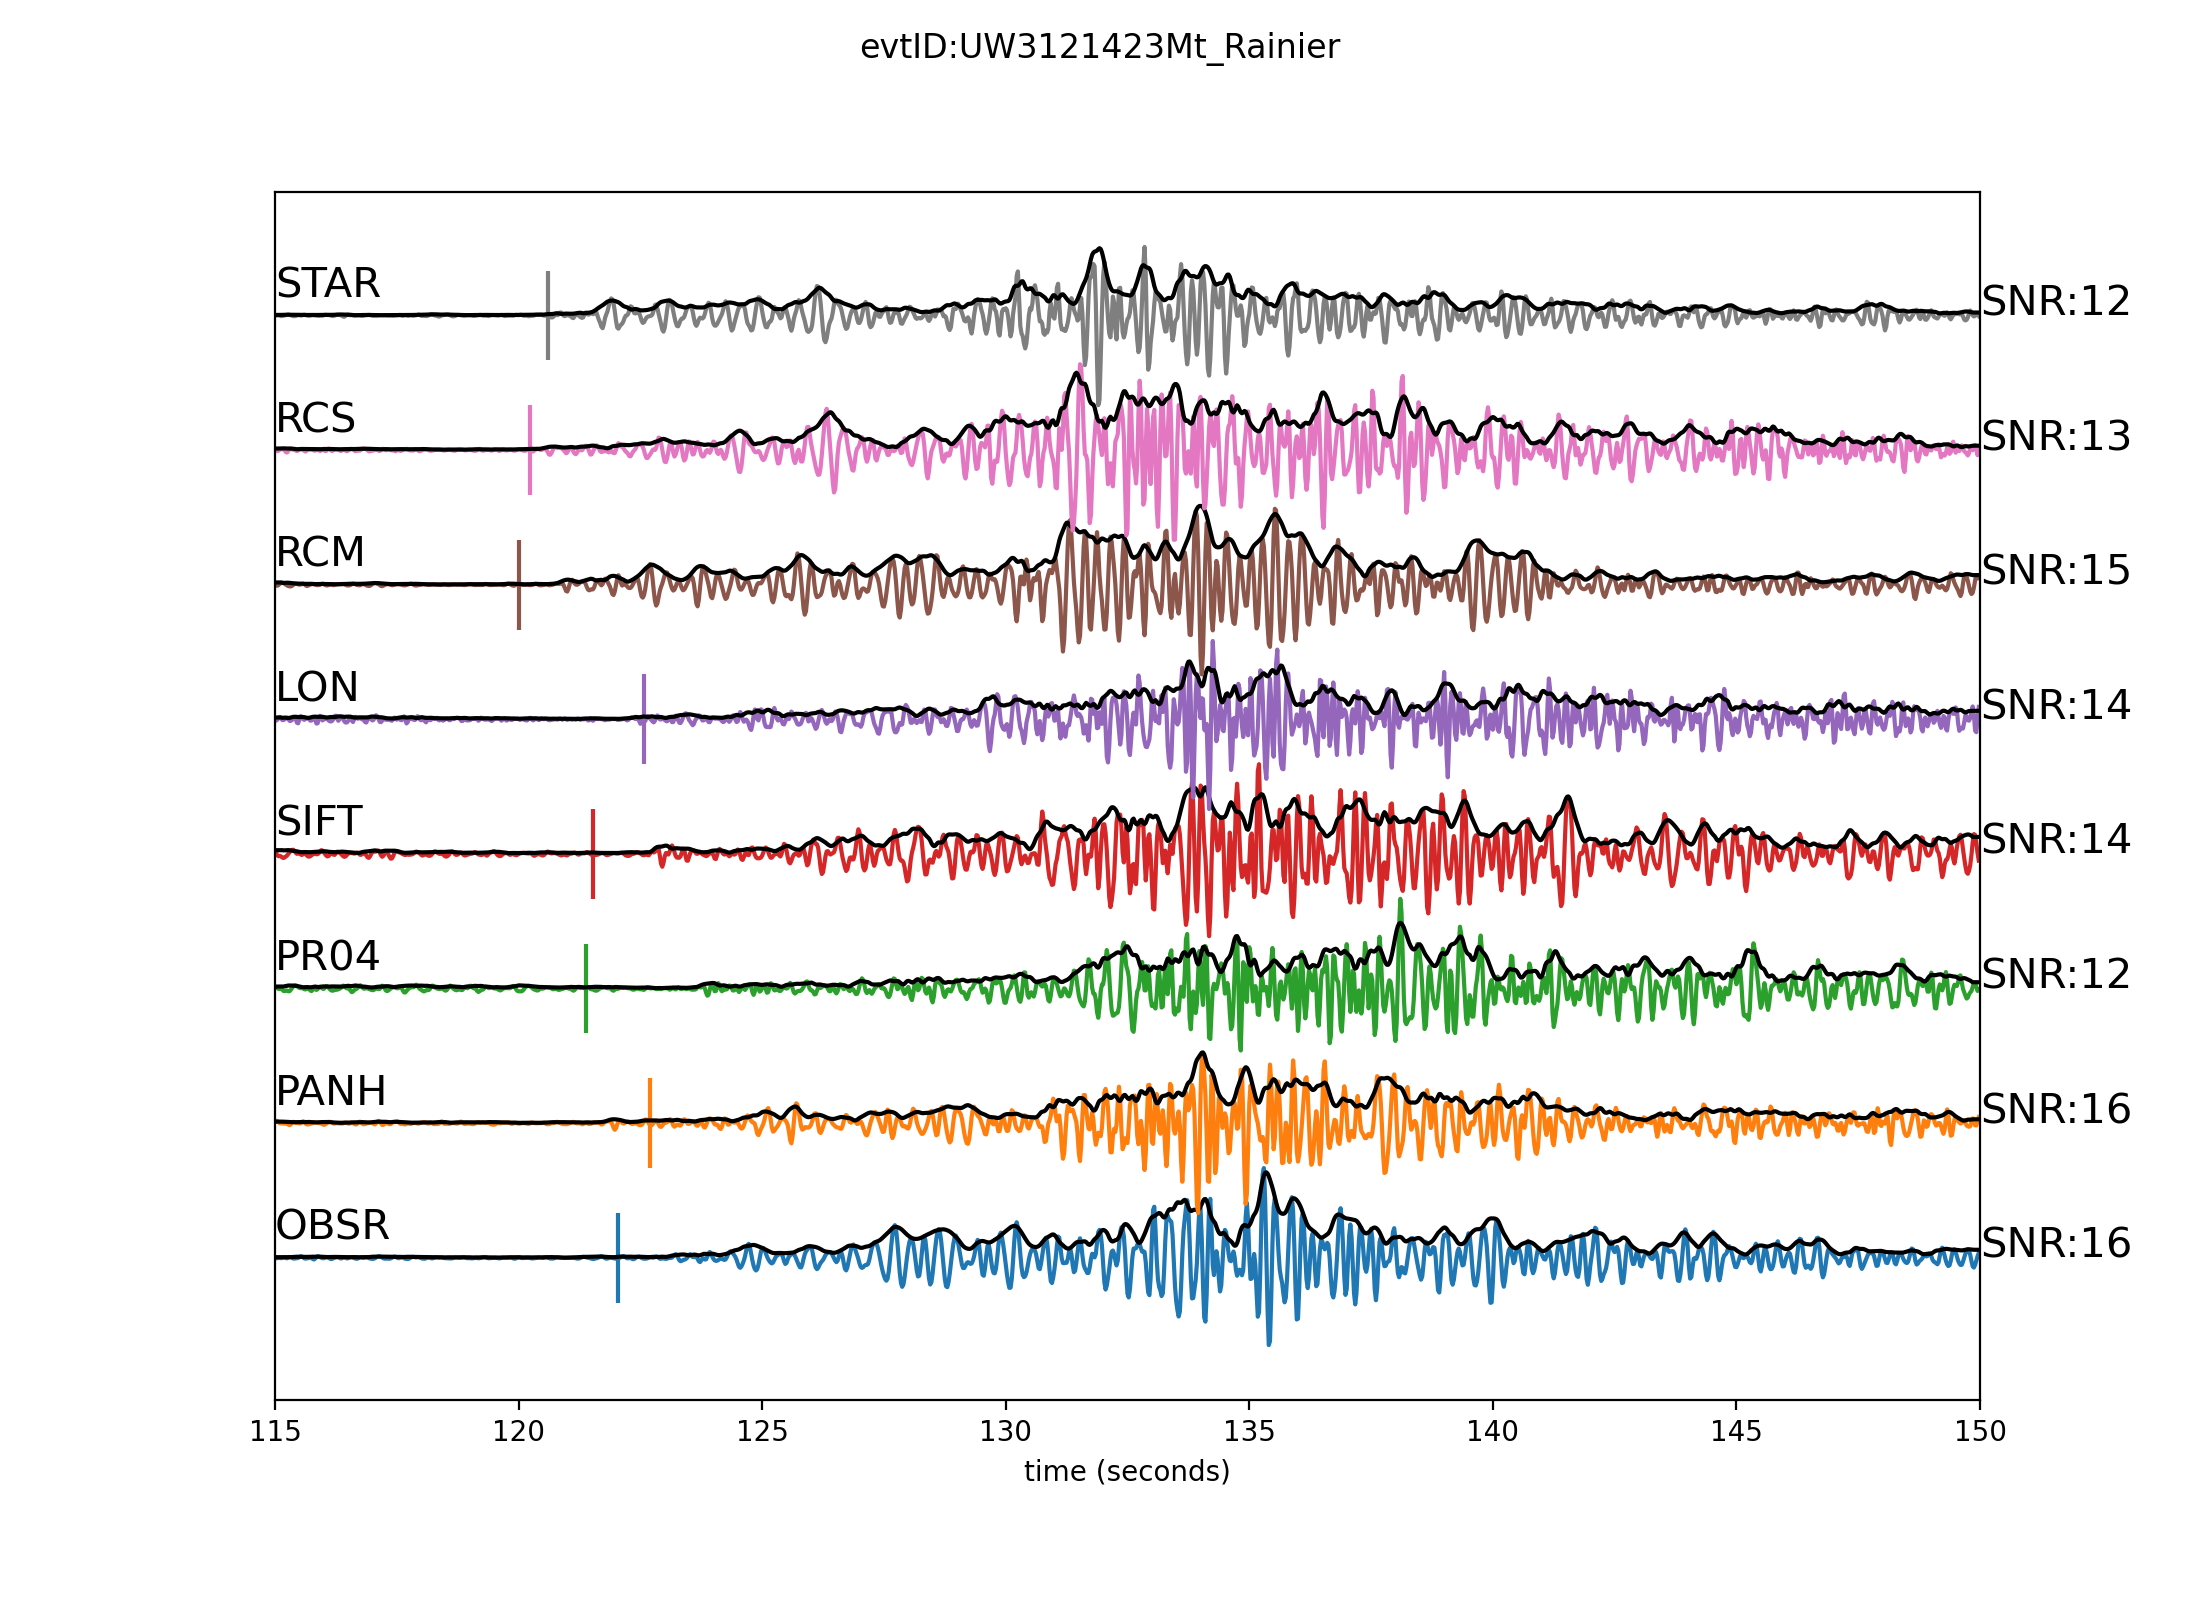 evtID:UW3121423Mt_Rainier
STAR SNR:12
RCS SNR:13
RCM SNR:15
LON SNR:14
SIFT SNR:14
PR04 SNR:12
PANH SNR:16
OBSR SNR:16
115 120 125 130 135 140 145 150
time (seconds)